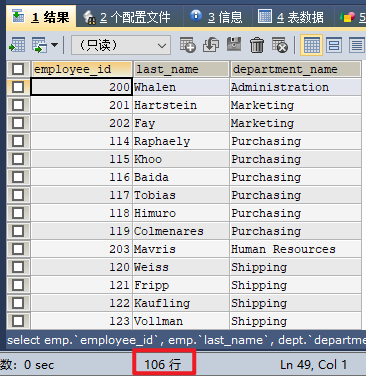 1 结果 2 个配置文件 3 信息 4 表数据 5
（只读）
employee_id last_name department_name
200 Whalen Administration
201 Hartstein Marketing
202 Fay Marketing
114 Raphaely Purchasing
115 Khoo Purchasing
116 Baida Purchasing
117 Tobias Purchasing
118 Himuro Purchasing
119 Colmenares Purchasing
203 Mavris Human Resources
120 Weiss Shipping
121 Fripp Shipping
122 Kaufling Shipping
123 Vollman Shipping
select emp.`employee_id`, emp.`last_name`, dept.`departme
数: 0 sec 106 行 Ln 49, Col 1